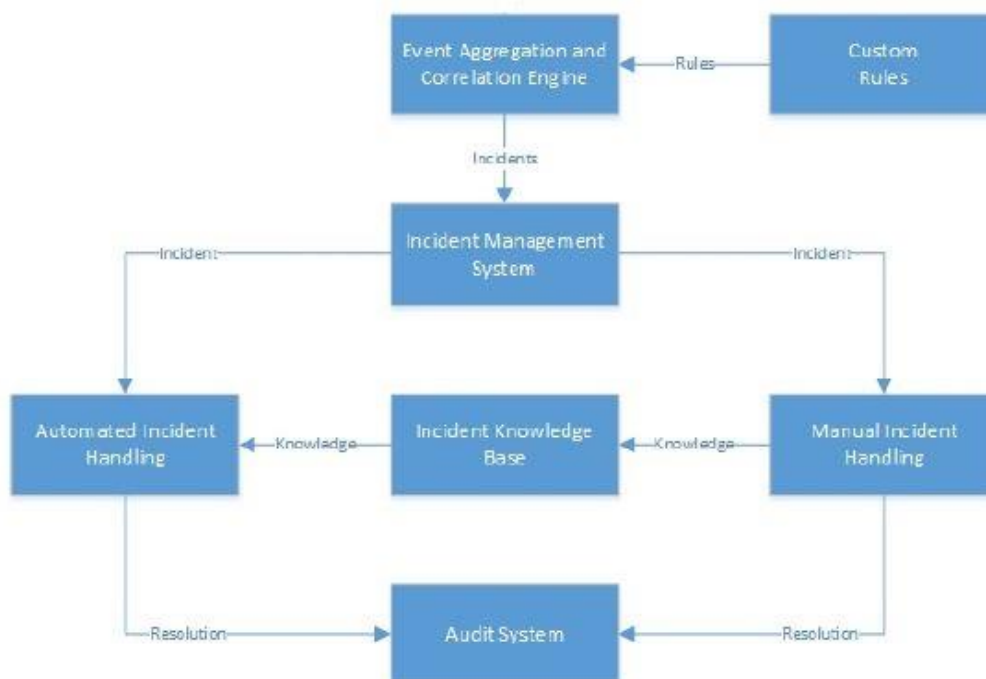 Event Aggregation and
Correlation Engine
Rules
Custom
Rules
Incidents
Incident Management
System
Incident
Incident
Automated Incident
Handling
Knowledge
Incident Knowledge
Base
Knowledge
Manual Incident
Handling
Resolution
Audit System
Resolution